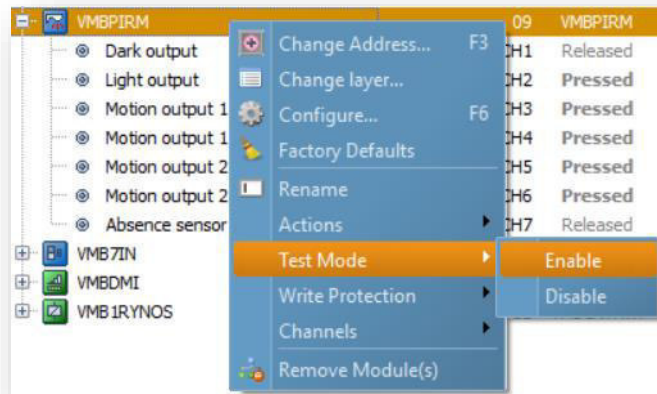 VMBPIRM 09 VMBPIRM
Dark output CH1 Released
Light output CH2 Pressed
Motion output 1 CH3 Pressed
Motion output 1 CH4 Pressed
Motion output 2 CH5 Pressed
Motion output 2 CH6 Pressed
Absence sensor CH7 Released
VMB7IN
VMBDMI
VMB1RYNOS
Change Address... F3
Change layer...
Configure... F6
Factory Defaults
Rename
Actions
Test Mode
Write Protection
Channels
Remove Module(s)
Enable
Disable